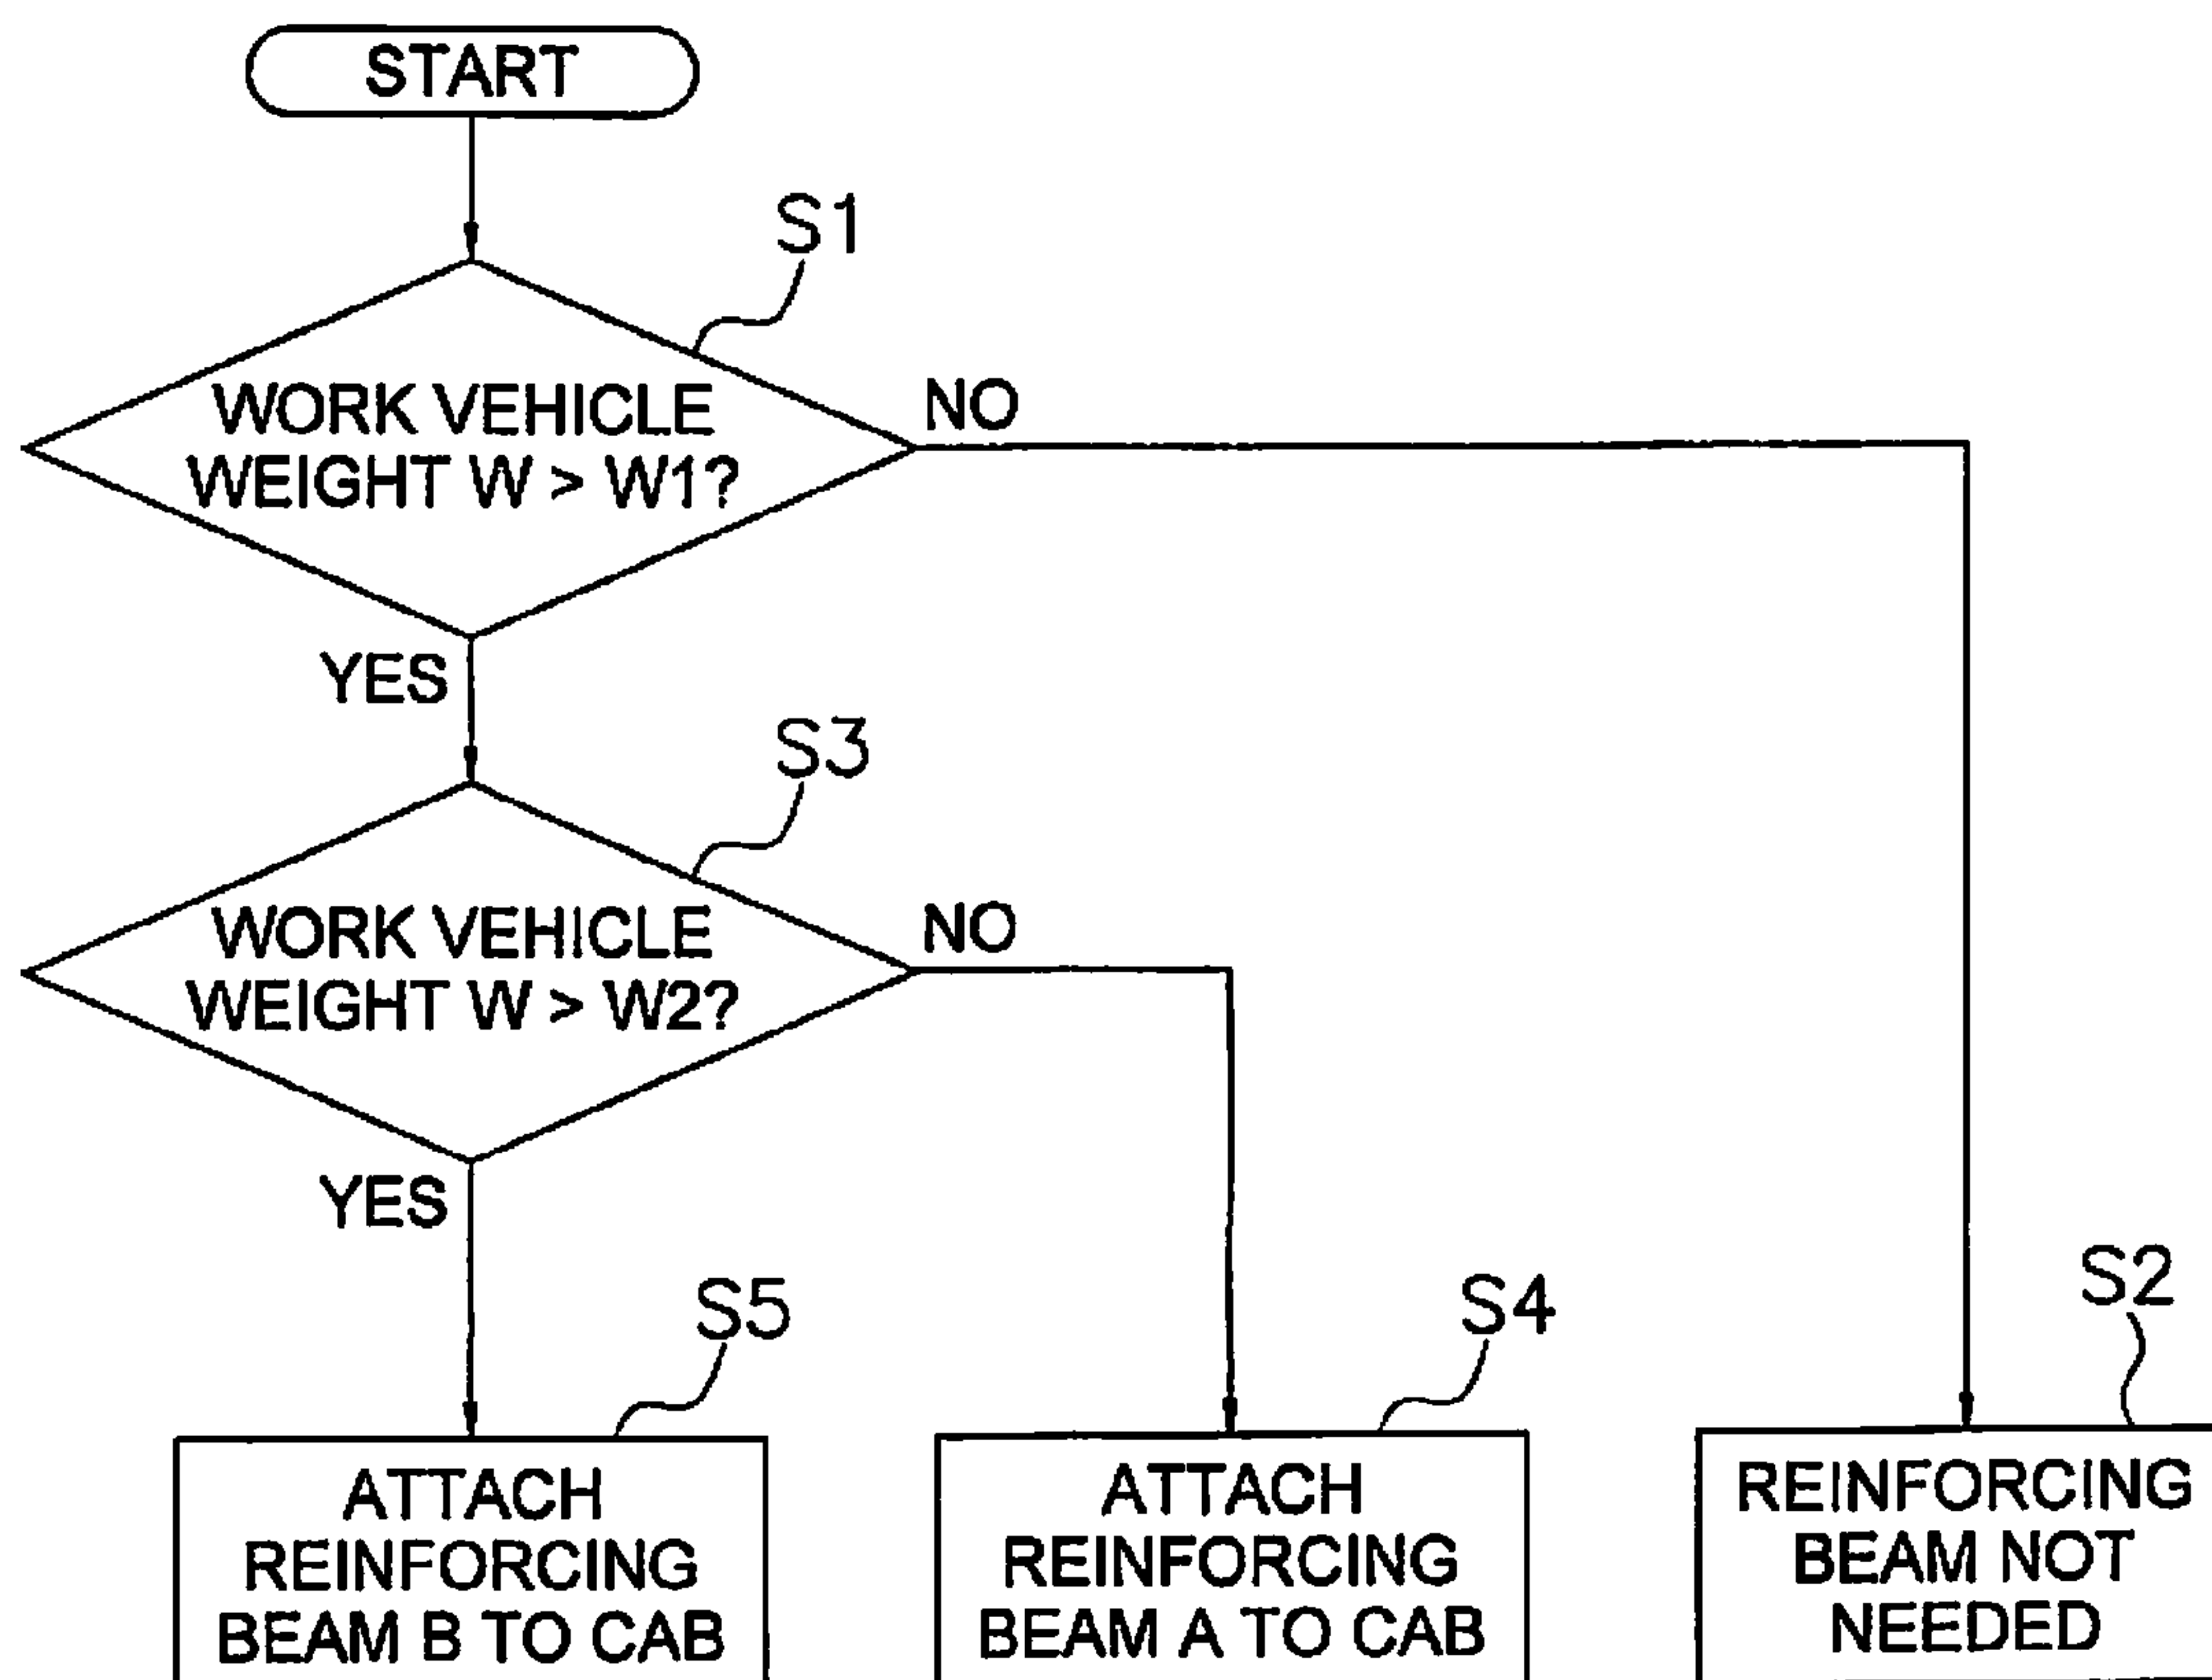 START
S1
WORK VEHICLE
WEIGHT W > W1?
NO
YES
S3
WORK VEHICLE
WEIGHT W > W2?
NO
YES
S5
ATTACH
REINFORCING
BEAM B TO CAB
S4
ATTACH
REINFORCING
BEAM A TO CAB
S2
REINFORCING
BEAM NOT
NEEDED